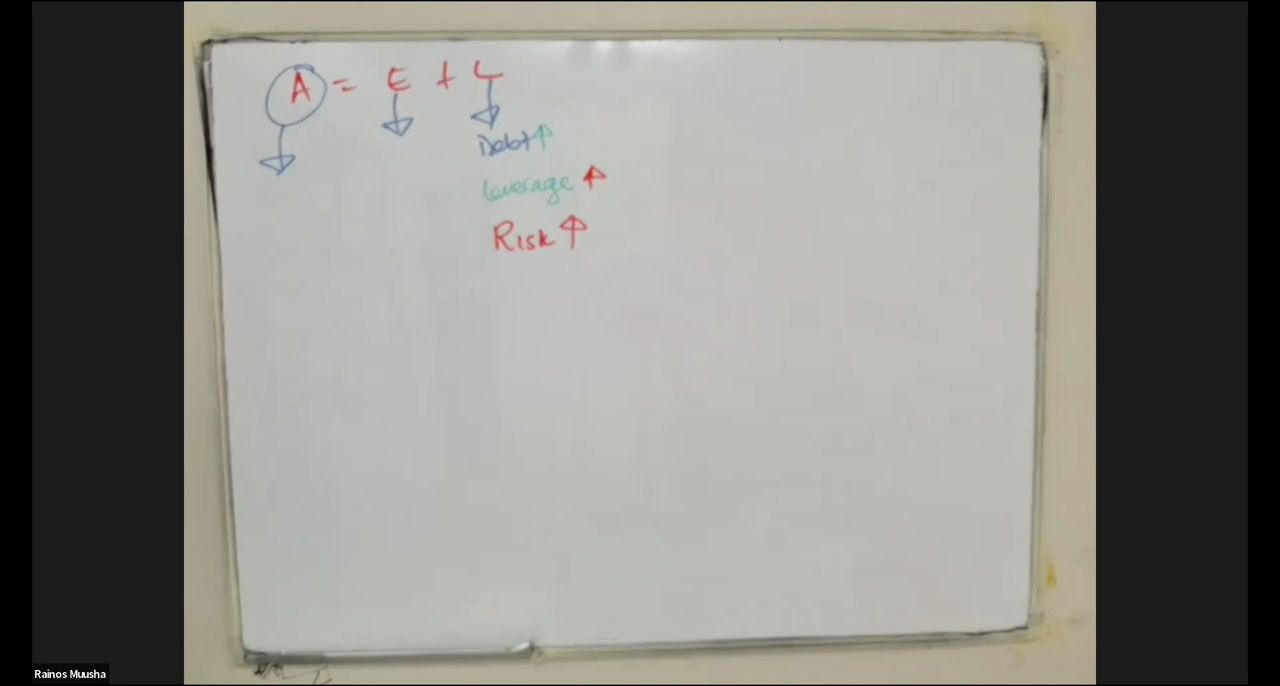 A = E + L
Debt ↑
Leverage ↑
Risk ↑
Rainos Muusha